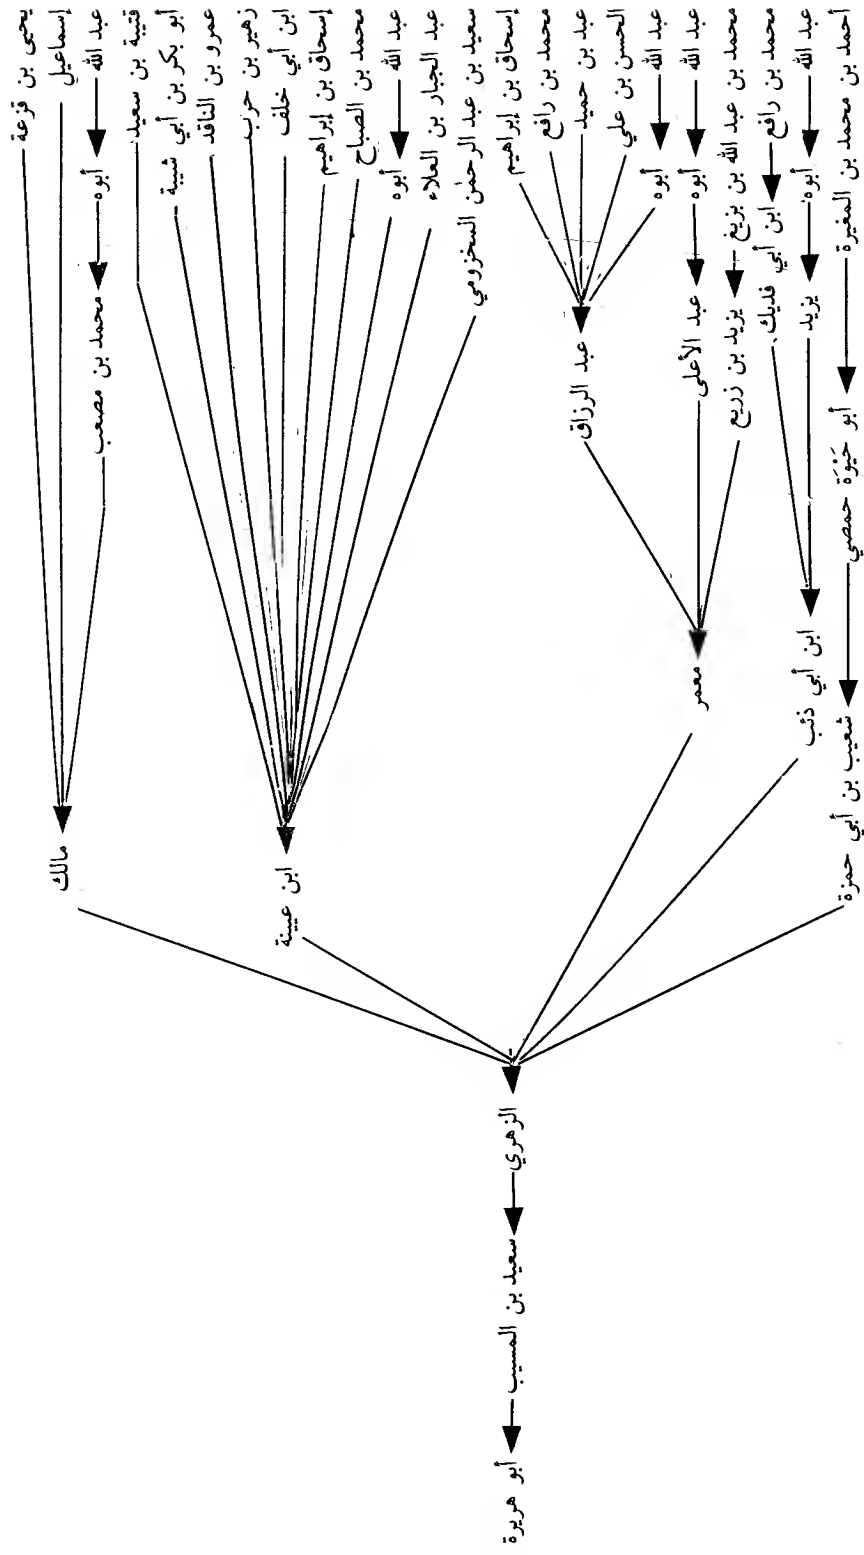 يحيى بن قزعة
إسماعيل
مالك
عبد الله أبوه محمد بن مصعب
قتيبة بن سعيد
أبو بكر بن أبي شيبة
عمرو بن الناقد
زهير بن حرب
ابن أبي خلف
ابن عيينة
إسحاق بن إبراهيم
محمد بن الصباح
عبد الله أبوه
عبد الجبار بن العلاء
سعيد بن عبد الرحمٰن المخزومي
الزهري سعيد بن المسيب أبو هريرة
إسحاق بن إبراهيم
محمد بن رافع
عبد بن حميد
عبد الرزاق
الحسن بن علي
عبد الله أبوه
عبد الله أبوه عبد الأعلى
معمر
محمد بن عبد الله بن بزيع يزيد بن زريع
محمد بن رافع ابن أبي فديك
عبد الله أبوه يزيد ابن أبي ذئب
أحمد بن محمد بن المغيرة أبو حَيْوَة حمصي شعيب بن أبي حمزة